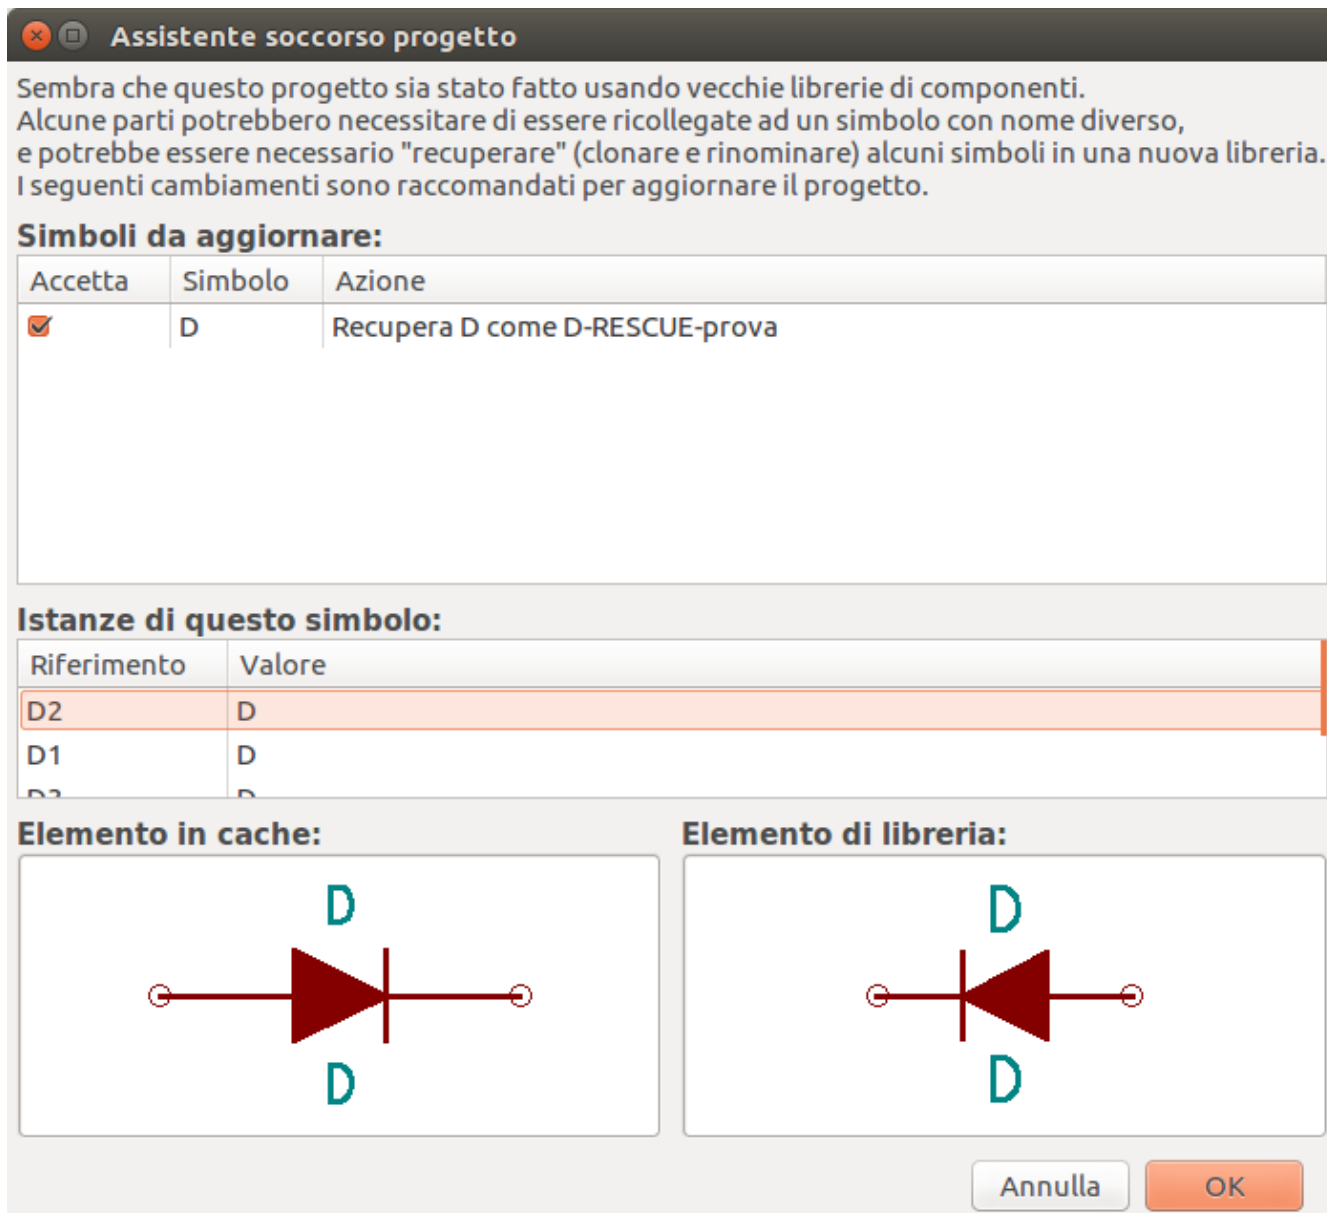 Assistente soccorso progetto
Sembra che questo progetto sia stato fatto usando vecchie librerie di componenti.
Alcune parti potrebbero necessitare di essere ricollegate ad un simbolo con nome diverso,
e potrebbe essere necessario "recuperare" (clonare e rinominare) alcuni simboli in una nuova libreria.
I seguenti cambiamenti sono raccomandati per aggiornare il progetto.
Simboli da aggiornare:
Accetta Simbolo Azione
D Recupera D come D-RESCUE-prova
Istanze di questo simbolo:
Riferimento Valore
D2 D
D1 D
Elemento in cache: Elemento di libreria:
D D
D D
Annulla OK